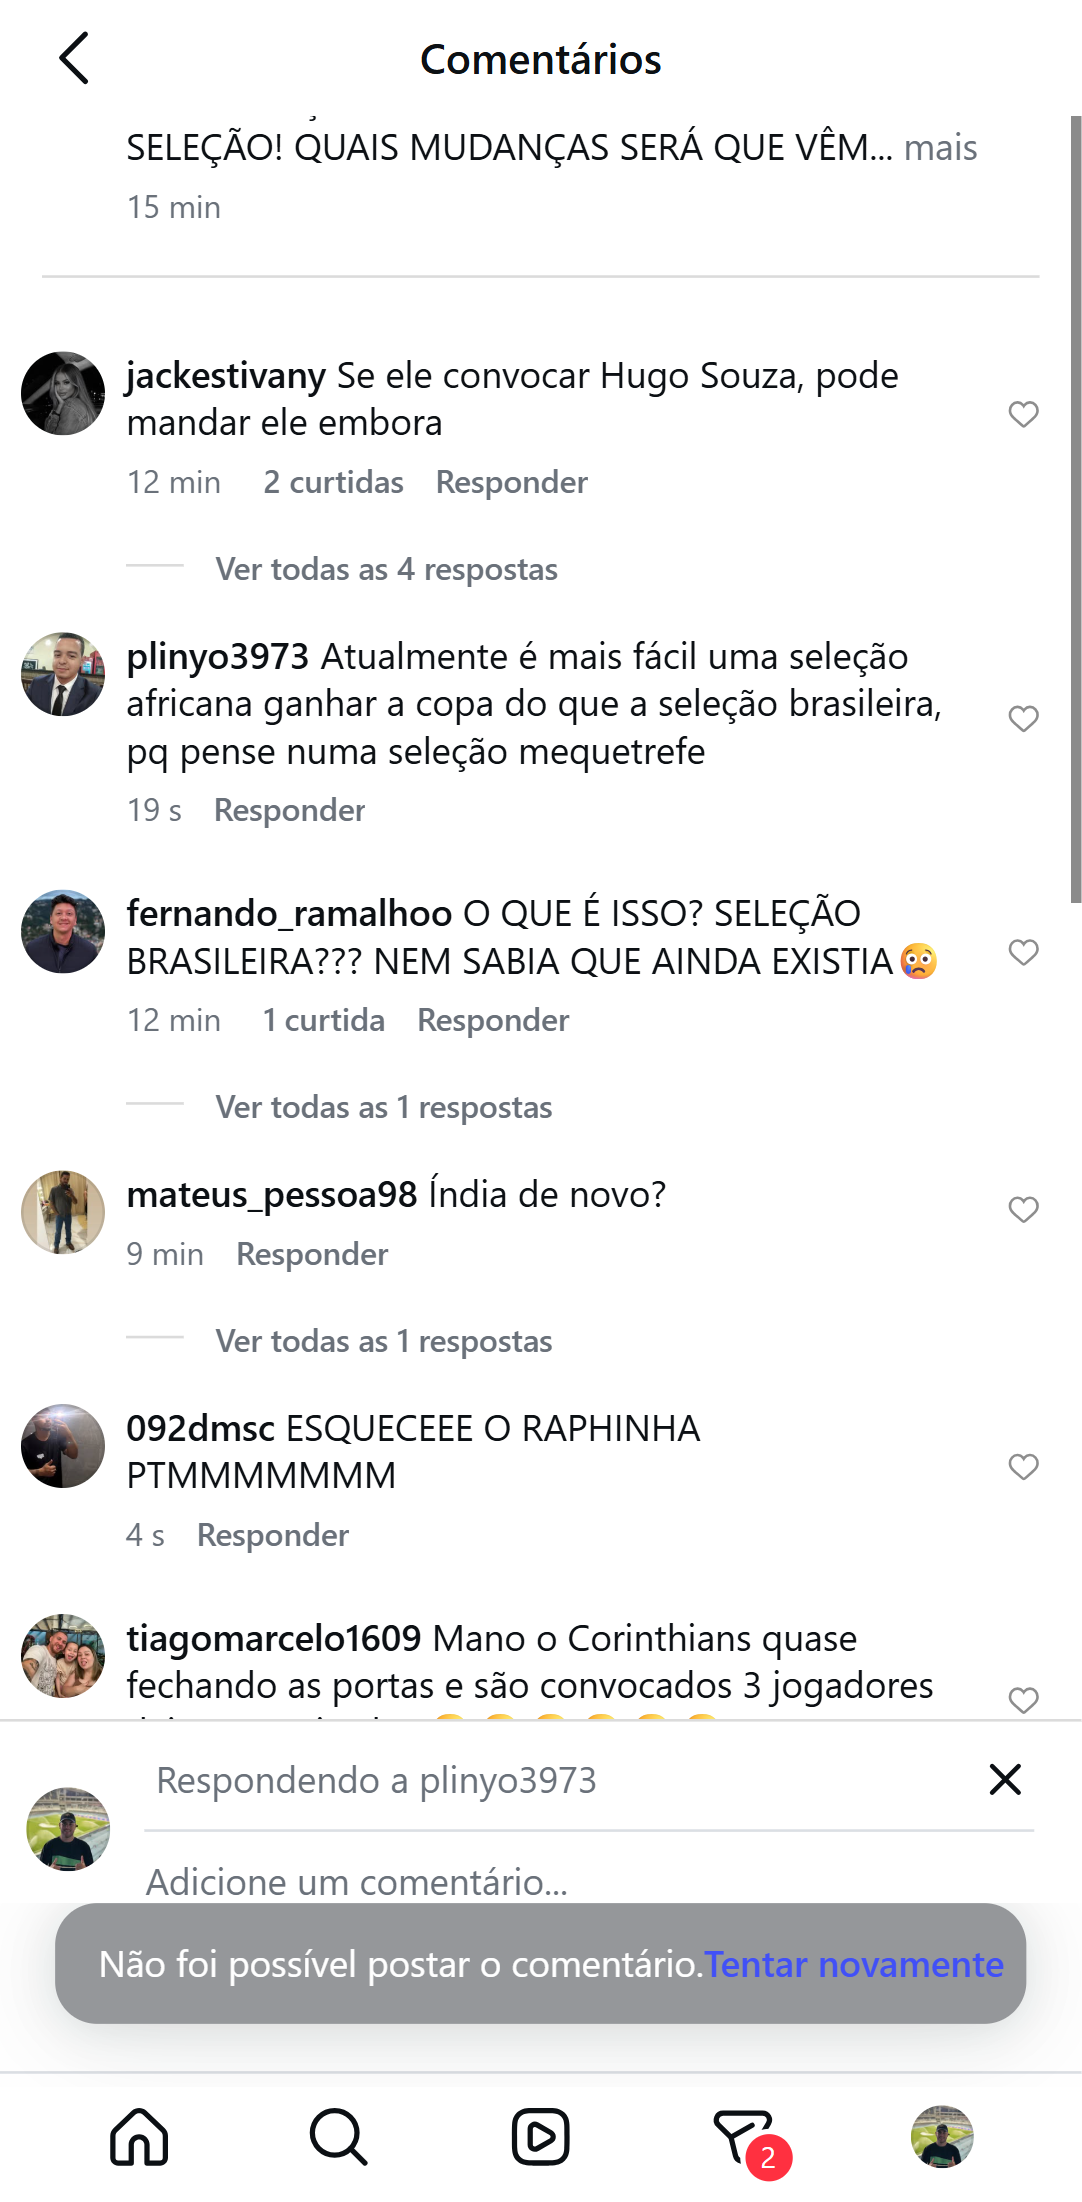 Comentários
SELEÇÃO! QUAIS MUDANÇAS SERÁ QUE VÊM... mais
15 min
jackestivany Se ele convocar Hugo Souza, pode
mandar ele embora
12 min 2 curtidas Responder
Ver todas as 4 respostas
plinyo3973 Atualmente é mais fácil uma seleção
africana ganhar a copa do que a seleção brasileira,
pq pense numa seleção mequetrefe
19 s Responder
fernando_ramalhoo O QUE É ISSO? SELEÇÃO
BRASILEIRA??? NEM SABIA QUE AINDA EXISTIA😢
12 min 1 curtida Responder
Ver todas as 1 respostas
mateus_pessoa98 Índia de novo?
9 min Responder
Ver todas as 1 respostas
092dmsc ESQUECEEE O RAPHINHA
PTMMMMMMM
4 s Responder
tiagomarcelo1609 Mano o Corinthians quase
fechando as portas e são convocados 3 jogadores
Respondendo a plinyo3973
Adicione um comentário...
Não foi possível postar o comentário.Tentar novamente
2